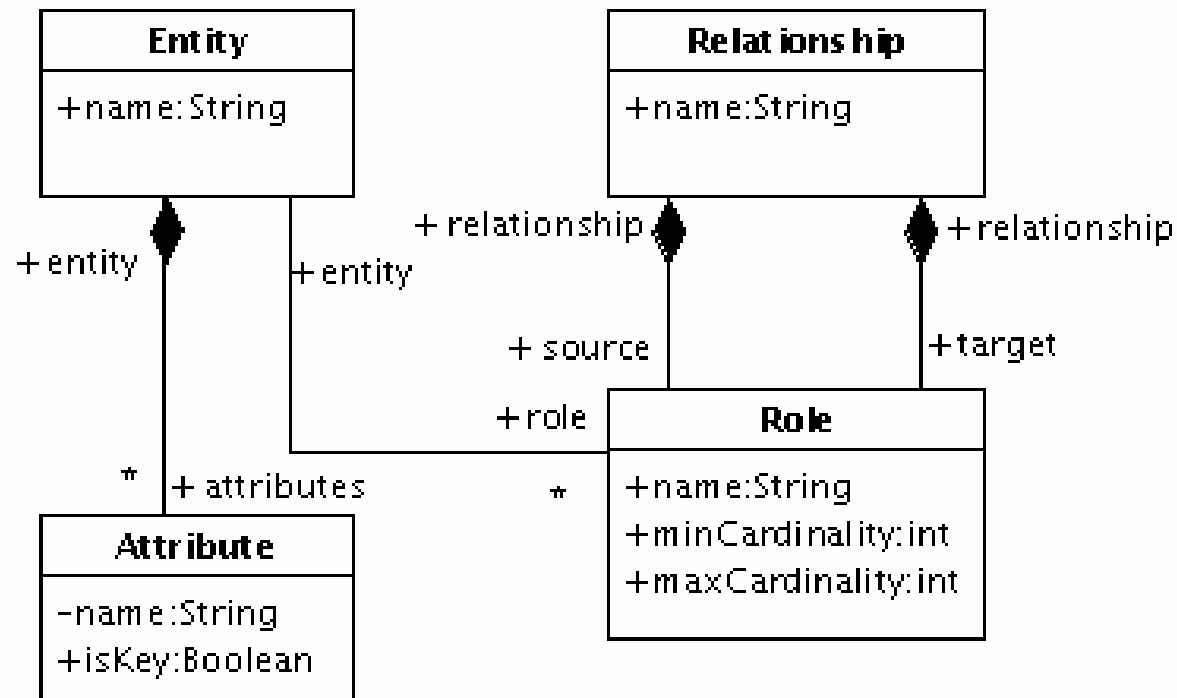 Entity
+name:String
Relationship
+name:String
+entity
+entity
+relationship
+relationship
+source
+target
+role
*
*
+attributes
Attribute
-name:String
+isKey:Boolean
Role
+name:String
+minCardinality:int
+maxCardinality:int